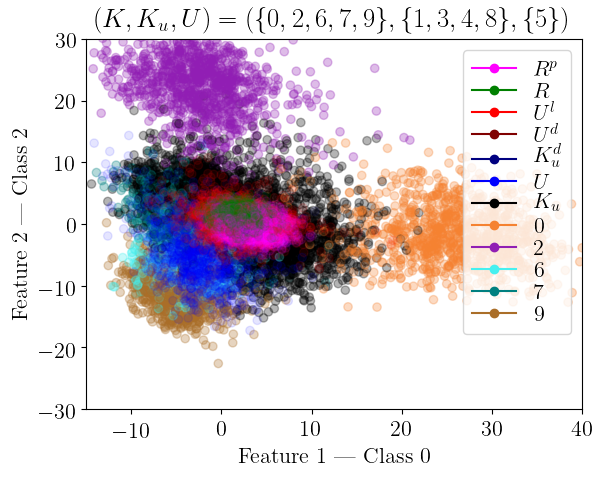 (K, K_u, U) = ({0, 2, 6, 7, 9}, {1, 3, 4, 8}, {5})
30
20
10
0
−10
−20
−30
Feature 2 — Class 2
R^p
R
U^l
U^d
K_u^d
U
K_u
0
2
6
7
9
−10
0
10
20
30
40
Feature 1 — Class 0